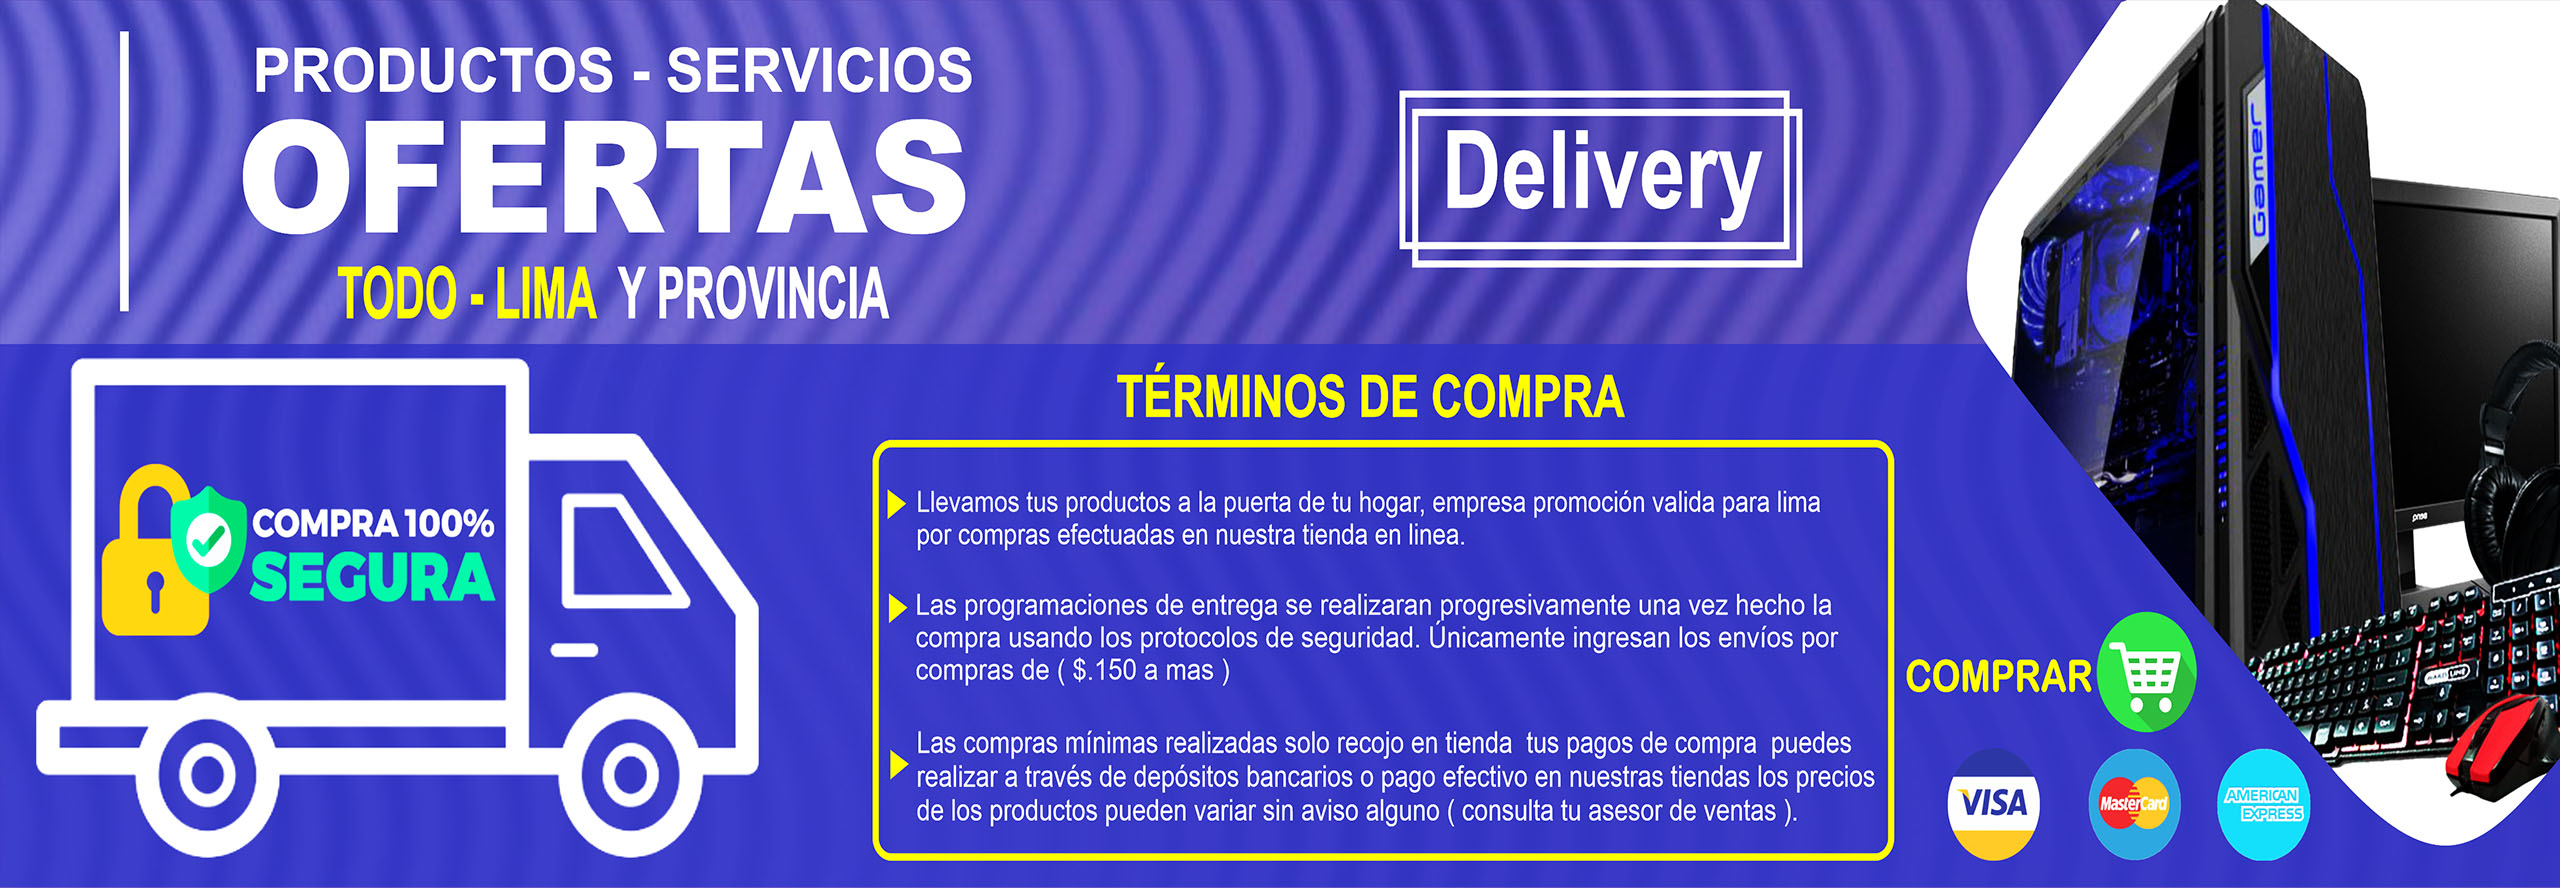 PRODUCTOS - SERVICIOS
OFERTAS
TODO - LIMA Y PROVINCIA
Delivery
Gamer
COMPRA 100%
SEGURA
TÉRMINOS DE COMPRA
Llevamos tus productos a la puerta de tu hogar, empresa promoción valida para lima
por compras efectuadas en nuestra tienda en linea.
Las programaciones de entrega se realizaran progresivamente una vez hecho la
compra usando los protocolos de seguridad. Únicamente ingresan los envíos por
compras de ( $.150 a mas )
Las compras mínimas realizadas solo recojo en tienda tus pagos de compra puedes
realizar a través de depósitos bancarios o pago efectivo en nuestras tiendas los precios
de los productos pueden variar sin aviso alguno ( consulta tu asesor de ventas ).
COMPRAR
VISA
MasterCard
AMERICAN
EXPRESS